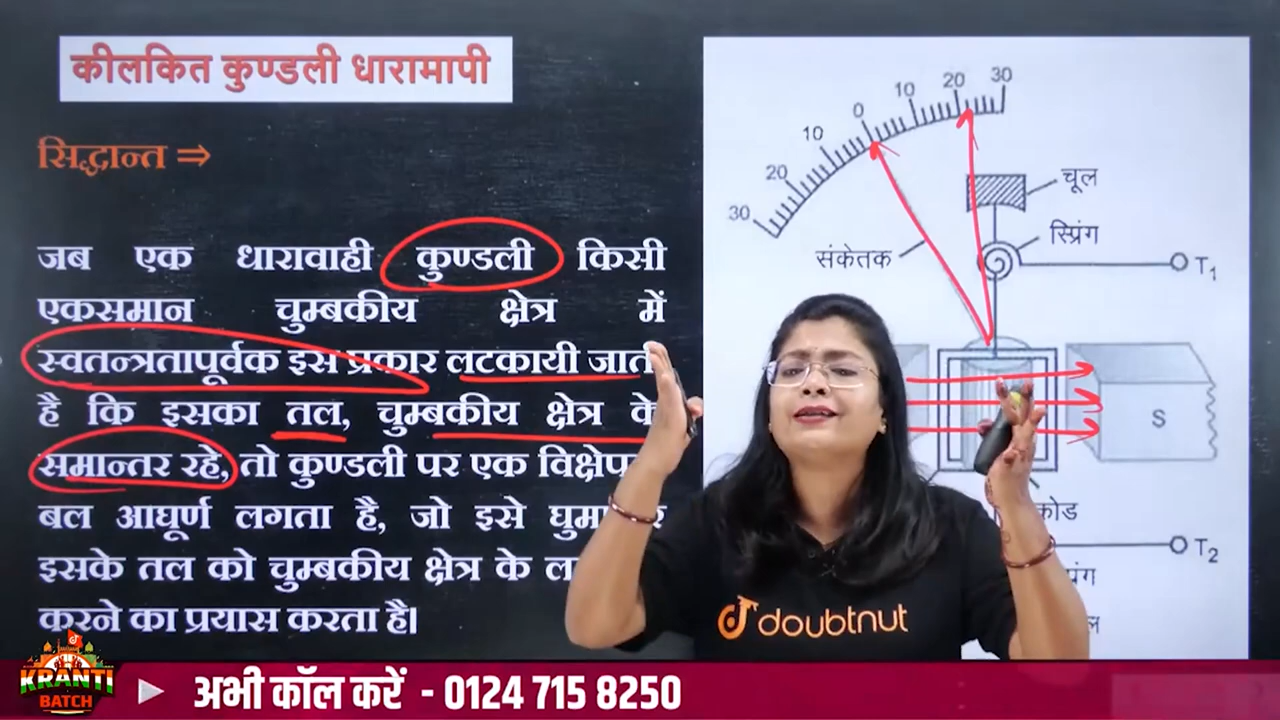 कीलकित कुण्डली धारामापी
सिद्धान्त ⇒
जब एक धारावाही कुण्डली किसी
एकसमान चुम्बकीय क्षेत्र में
स्वतन्त्रतापूर्वक इस प्रकार लटकायी
है कि इसका तल, चुम्बकीय क्षेत्र
समान्तर रहे, तो कुण्डली पर एक
बल आघूर्ण लगता है, जो इसे
इसके तल को चुम्बकीय क्षेत्र के
करने का प्रयास करता है।
30
20
10
0
10
20
30
चूल
स्प्रिंग
संकेतक
T₁
S
T₂
doubtnut
KRANTI
BATCH
अभी कॉल करें - 0124 715 8250